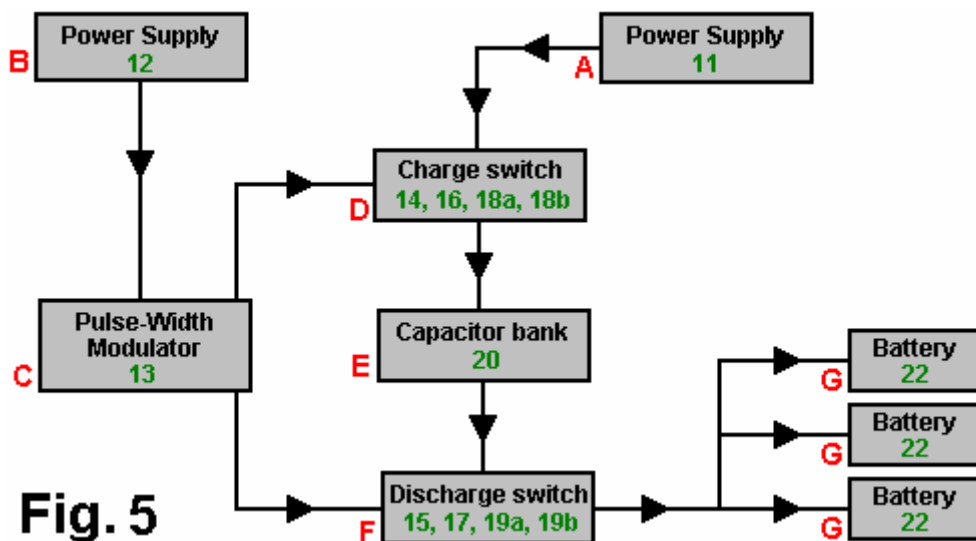 Power Supply
12
B
Power Supply
11
A
Charge switch
14, 16, 18a, 18b
D
Pulse-Width
Modulator
13
C
Capacitor bank
20
E
Battery
22
G
Battery
22
G
Battery
22
G
Discharge switch
15, 17, 19a, 19b
F
Fig. 5